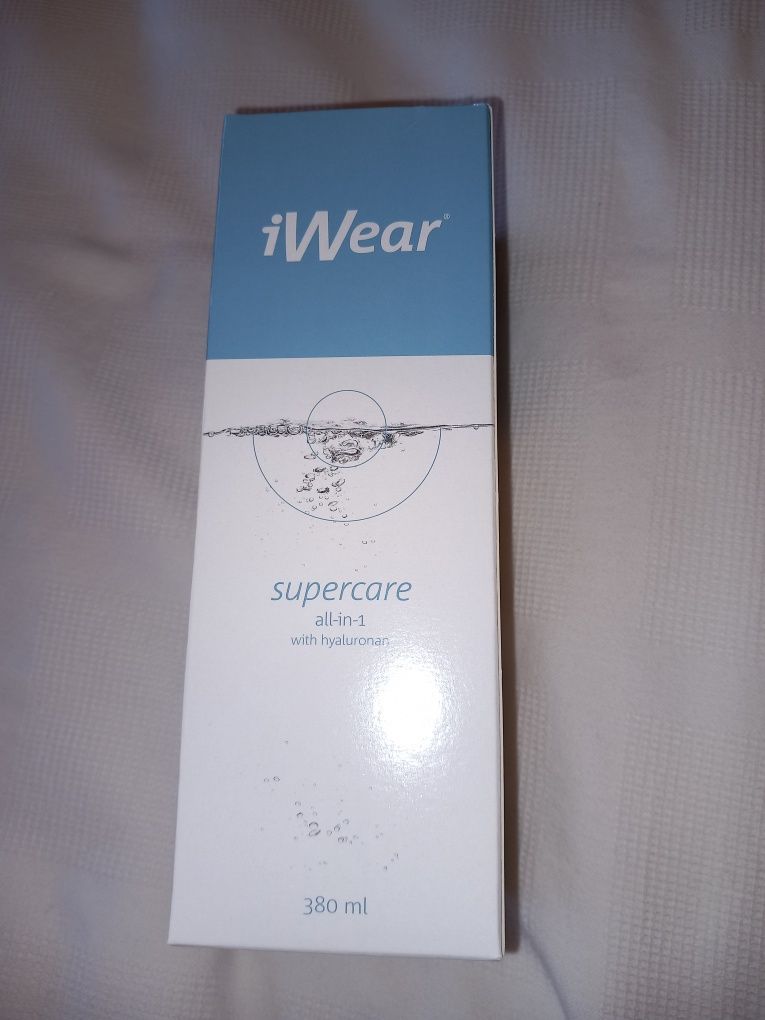 iWear®
supercare
all-in-1
with hyaluronan
380 ml